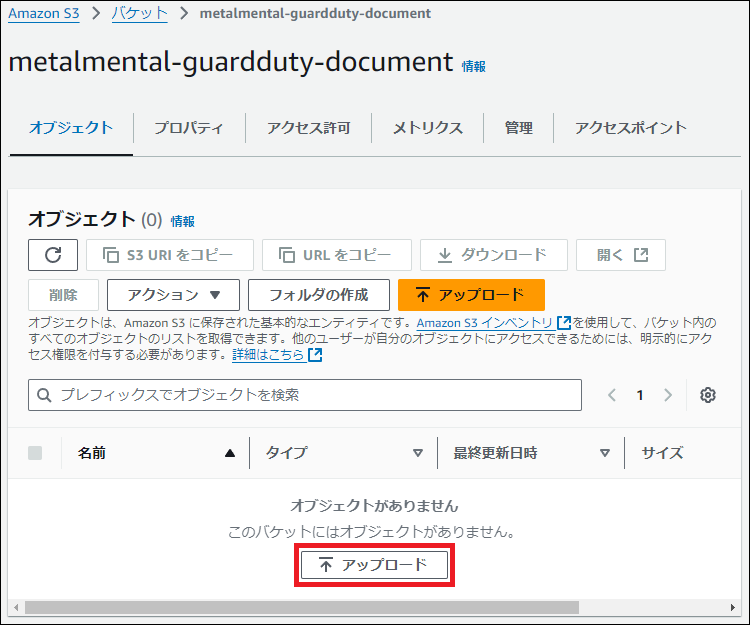 Amazon S3 > バケット > metalmental-guardduty-document
metalmental-guardduty-document 情報
オブジェクト プロパティ アクセス許可 メトリクス 管理 アクセスポイント
オブジェクト (0) 情報
S3 URI をコピー URL をコピー ダウンロード 開く
削除 アクション ▼ フォルダの作成 アップロード
オブジェクトは、Amazon S3 に保存された基本的なエンティティです。Amazon S3 インベントリ を使用して、バケット内の
すべてのオブジェクトのリストを取得できます。他のユーザーが自分のオブジェクトにアクセスできるためには、明示的にアク
セス権限を付与する必要があります。詳細はこちら
プレフィックスでオブジェクトを検索 < 1 >
名前 ▲ タイプ ▽ 最終更新日時 ▽ サイズ
オブジェクトがありません
このバケットにはオブジェクトがありません。
アップロード